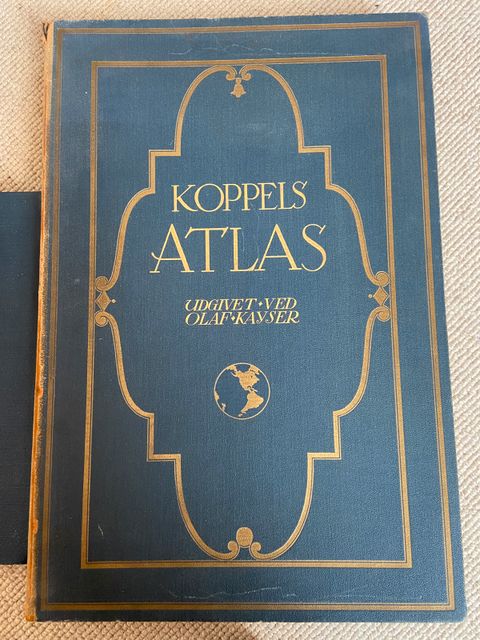 KOPPELS
ATLAS
UDGIVET·VED
OLAF·KAYSER